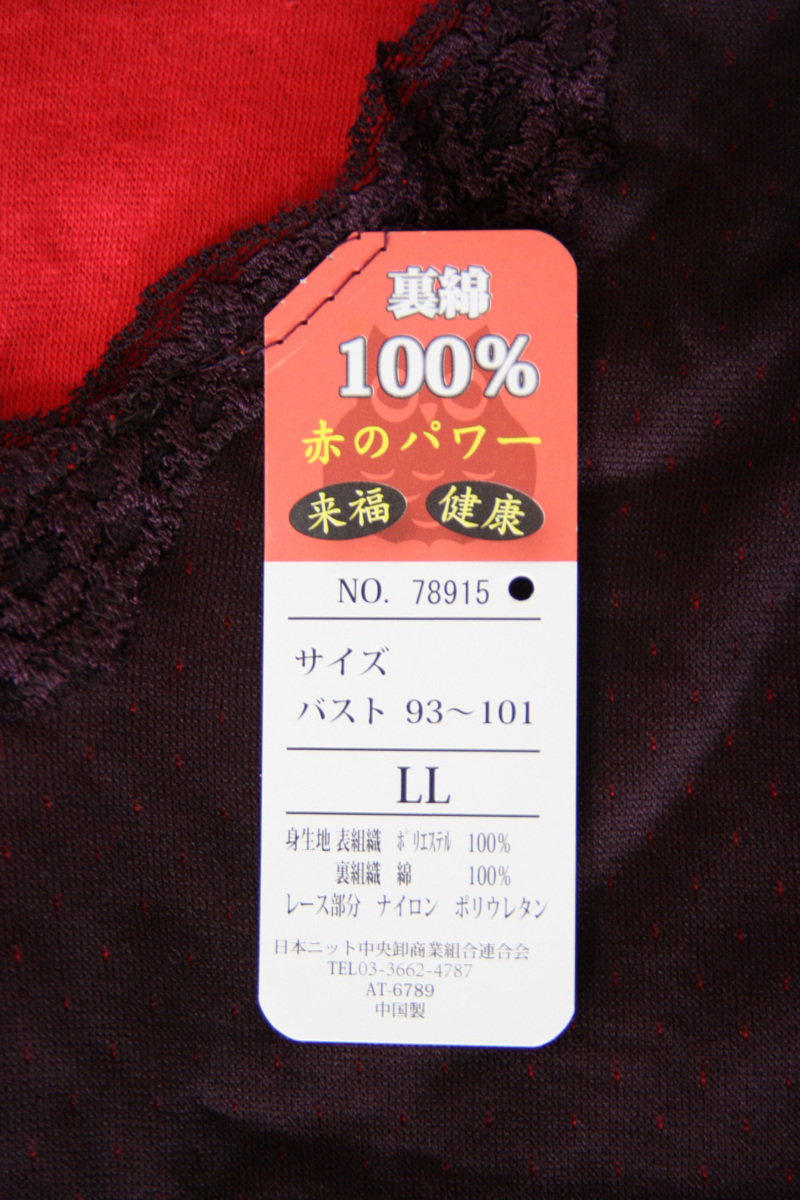 裏綿
100%
赤のパワー
来福 健康
NO. 78915
サイズ
バスト 93～101
LL
身生地 表組織 ポリエステル 100%
裏組織 綿 100%
レース部分 ナイロン ポリウレタン
日本ニット中央卸商業組合連合会
TEL03-3662-4787
AT-6789
中国製